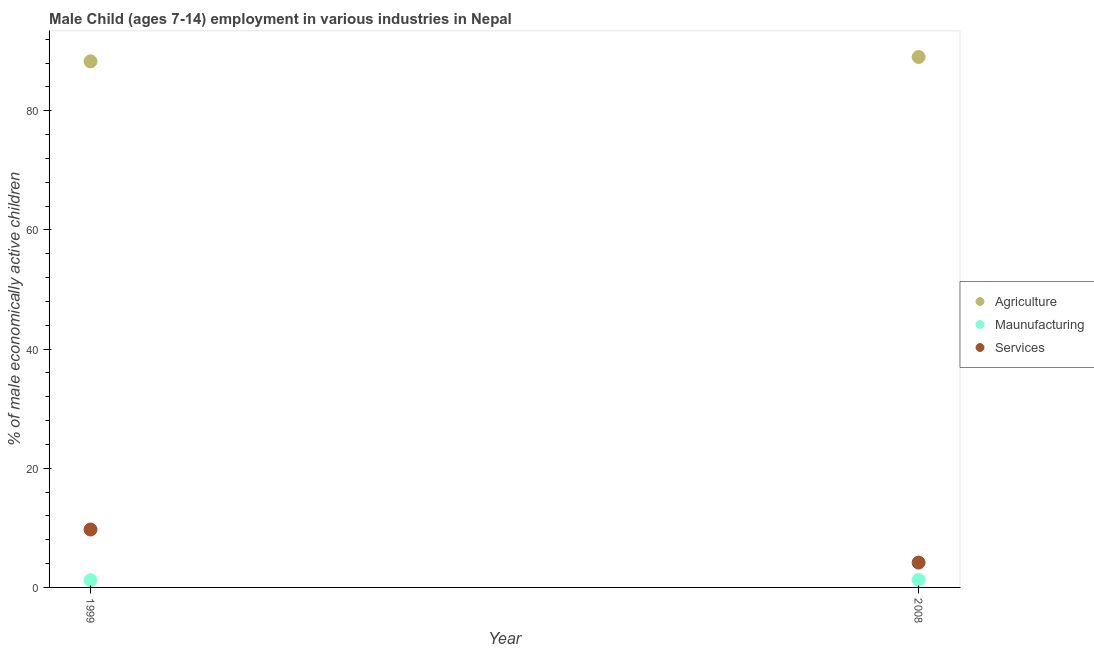 Male Child (ages 7-14) employment in various industries in Nepal
% of male economically active children
80
60
40
20
0
1999
2008
Year
Agriculture
Maunufacturing
Services